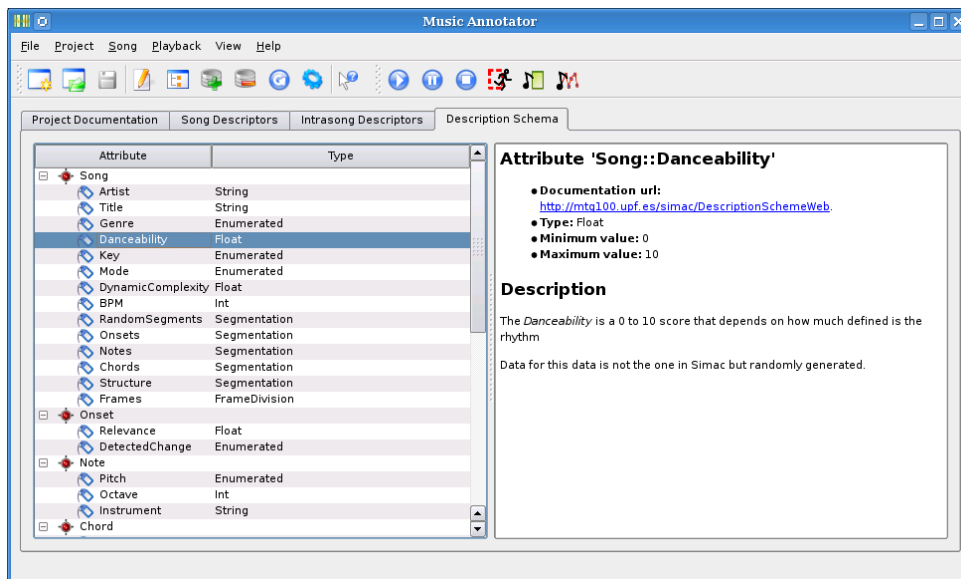 Music Annotator
File Project Song Playback View Help
Project Documentation Song Descriptors Intrasong Descriptors Description Schema
Attribute Type
Song
Artist String
Title String
Genre Enumerated
Danceability Float
Key Enumerated
Mode Enumerated
DynamicComplexity Float
BPM Int
RandomSegments Segmentation
Onsets Segmentation
Notes Segmentation
Chords Segmentation
Structure Segmentation
Frames FrameDivision
Onset
Relevance Float
DetectedChange Enumerated
Note
Pitch Enumerated
Octave Int
Instrument String
Chord
Attribute 'Song::Danceability'
• Documentation url:
http://mtg100.upf.es/simac/DescriptionSchemeWeb.
• Type: Float
• Minimum value: 0
• Maximum value: 10
Description
The Danceability is a 0 to 10 score that depends on how much defined is the
rhythm
Data for this data is not the one in Simac but randomly generated.